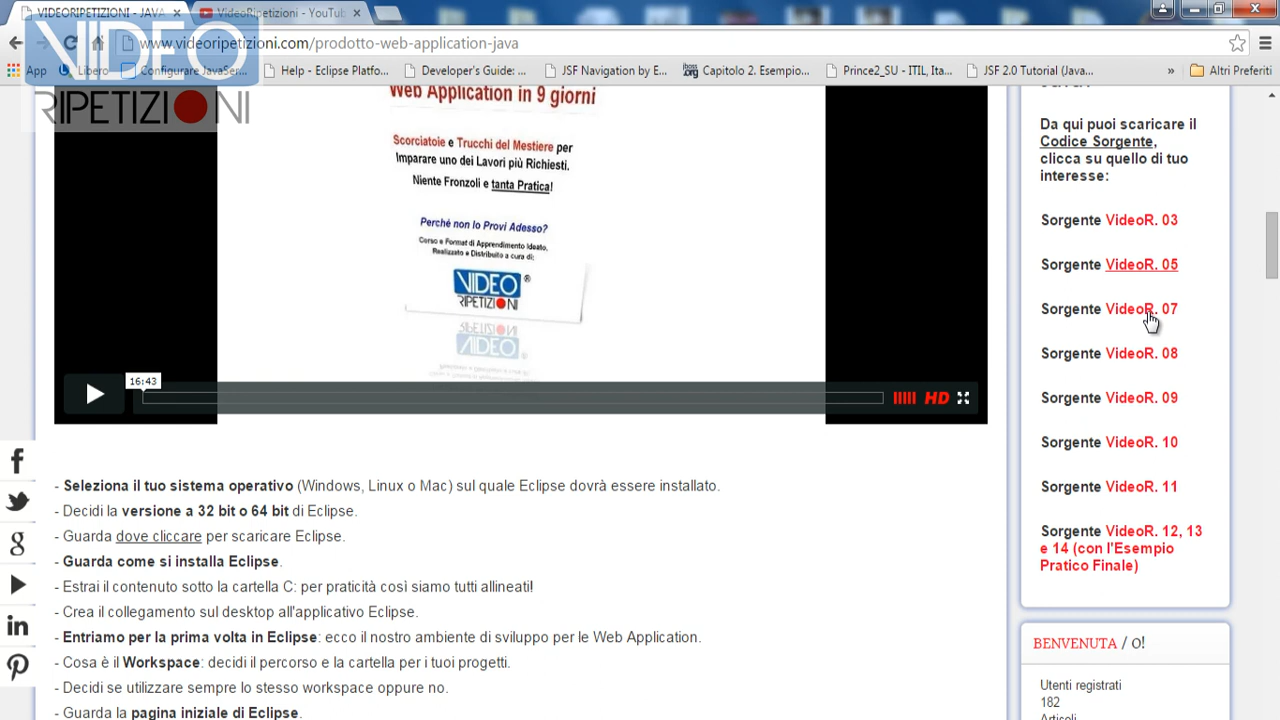 VIDEORIPETIZIONI - JAVA
VideoRipetizioni - YouTub
www.videoripetizioni.com/prodotto-web-application-java
App
Libero
Configurare JavaSer...
Help - Eclipse Platfo...
Developer's Guide: ...
JSF Navigation by E...
Capitolo 2. Esempio...
Prince2_SU - ITIL, Ita...
JSF 2.0 Tutorial (Java...
»
Altri Preferiti
VIDEO
RIPETIZIONI
Web Application in 9 giorni
Scorciatoie e Trucchi del Mestiere per
Imparare uno dei Lavori più Richiesti.
Niente Fronzoli e tanta Pratica!
Perché non lo Provi Adesso?
Corso e Format di Apprendimento Ideato,
Realizzato e Distribuito a cura di:
VIDEO ®
RIPETIZIONI
16:43
HD
- Seleziona il tuo sistema operativo (Windows, Linux o Mac) sul quale Eclipse dovrà essere installato.
- Decidi la versione a 32 bit o 64 bit di Eclipse.
- Guarda dove cliccare per scaricare Eclipse.
- Guarda come si installa Eclipse.
- Estrai il contenuto sotto la cartella C: per praticità così siamo tutti allineati!
- Crea il collegamento sul desktop all'applicativo Eclipse.
- Entriamo per la prima volta in Eclipse: ecco il nostro ambiente di sviluppo per le Web Application.
- Cosa è il Workspace: decidi il percorso e la cartella per i tuoi progetti.
- Decidi se utilizzare sempre lo stesso workspace oppure no.
- Guarda la pagina iniziale di Eclipse.
Da qui puoi scaricare il
Codice Sorgente,
clicca su quello di tuo
interesse:
Sorgente VideoR. 03
Sorgente VideoR. 05
Sorgente VideoR. 07
Sorgente VideoR. 08
Sorgente VideoR. 09
Sorgente VideoR. 10
Sorgente VideoR. 11
Sorgente VideoR. 12, 13
e 14 (con l'Esempio
Pratico Finale)
BENVENUTA / O!
Utenti registrati
182
Articoli